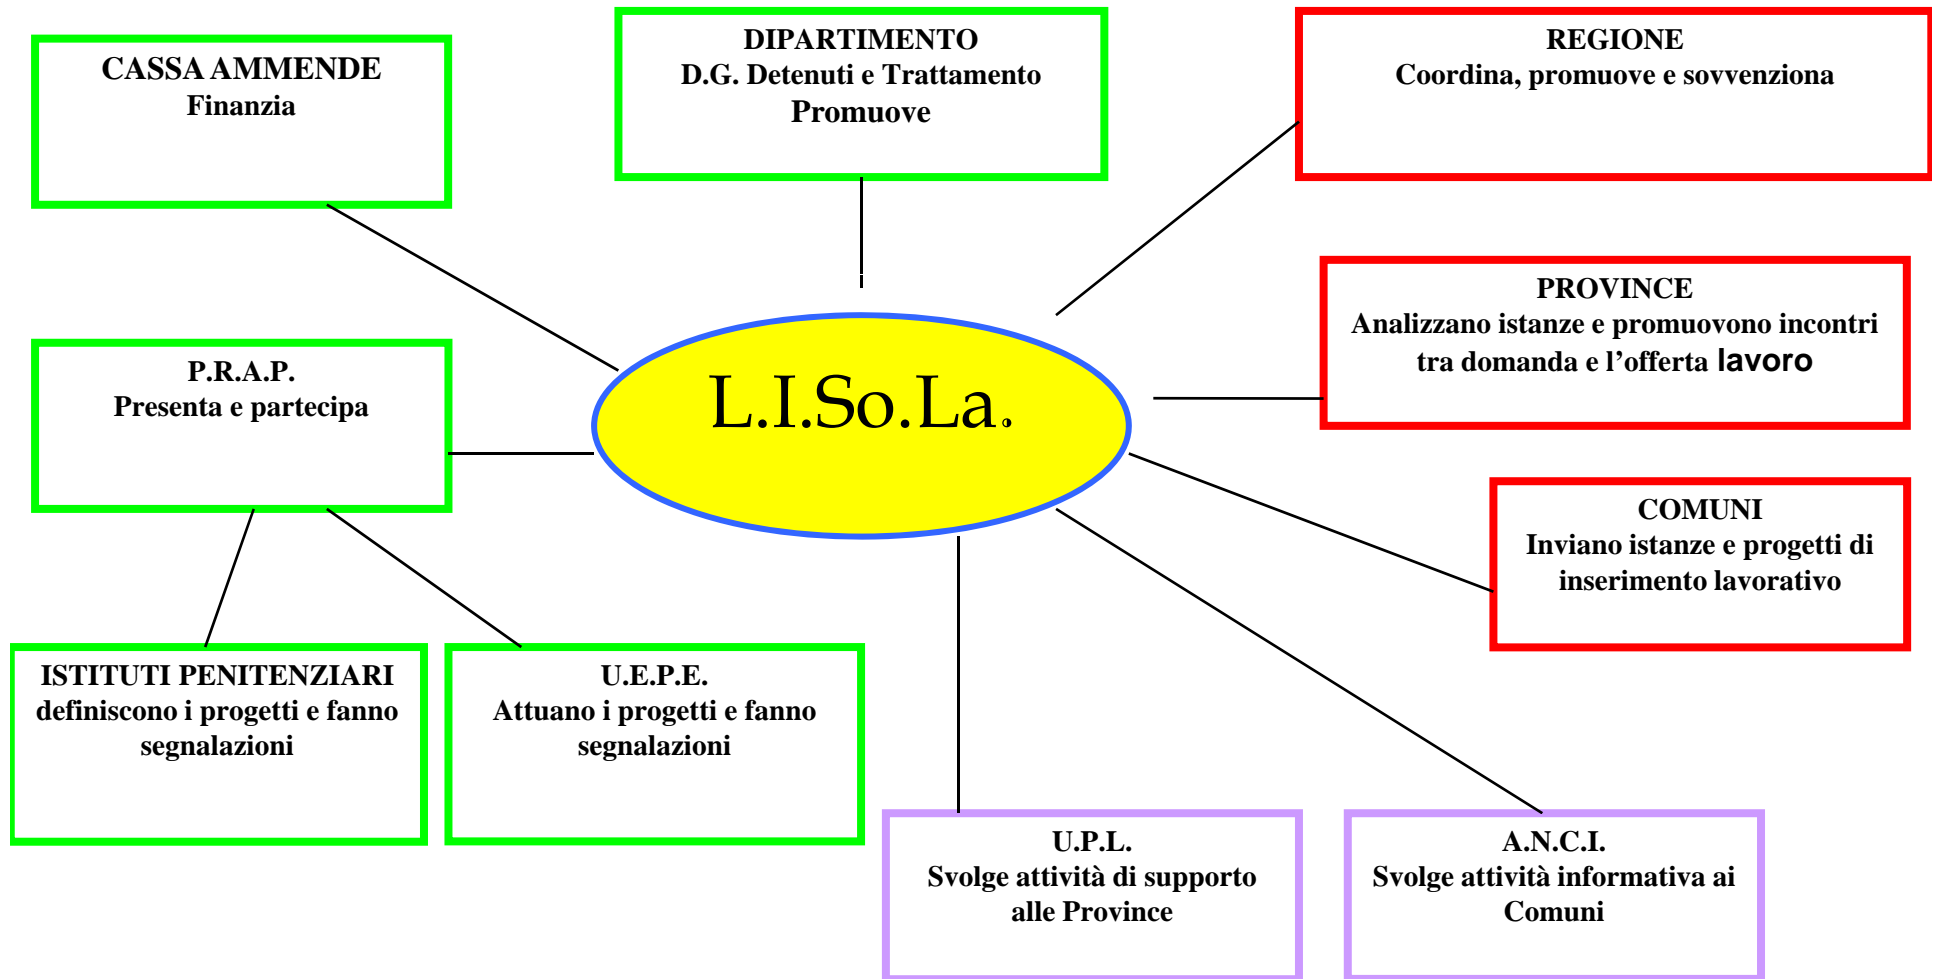 CASSA AMMENDE
Finanzia
DIPARTIMENTO
D.G. Detenuti e Trattamento
Promuove
REGIONE
Coordina, promuove e sovvenziona
PROVINCE
Analizzano istanze e promuovono incontri
tra domanda e l’offerta lavoro
P.R.A.P.
Presenta e partecipa
L.I.So.La.
COMUNI
Inviano istanze e progetti di
inserimento lavorativo
ISTITUTI PENITENZIARI
definiscono i progetti e fanno
segnalazioni
U.E.P.E.
Attuano i progetti e fanno
segnalazioni
U.P.L.
Svolge attività di supporto
alle Province
A.N.C.I.
Svolge attività informativa ai
Comuni